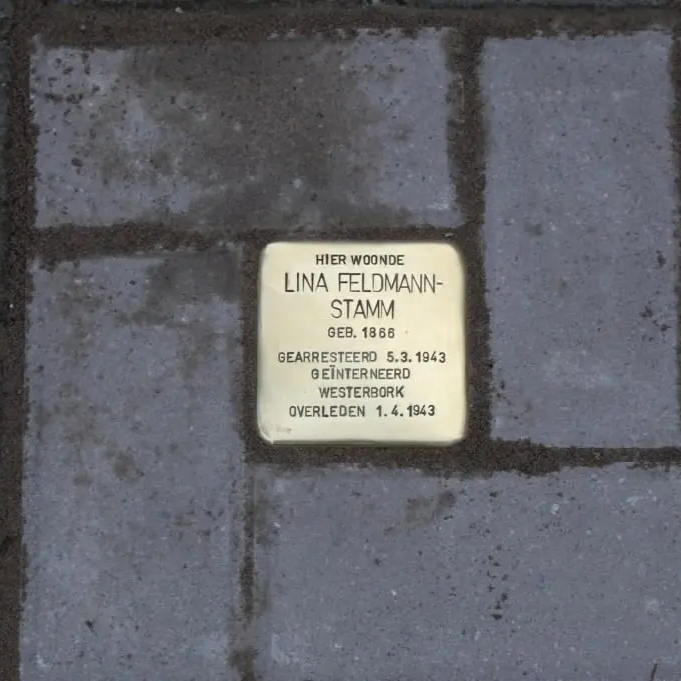 HIER WOONDE
LINA FELDMANN-
STAMM
GEB. 1866
GEARRESTEERD 5.3.1943
GEÏNTERNEERD
WESTERBORK
OVERLEDEN 1.4.1943